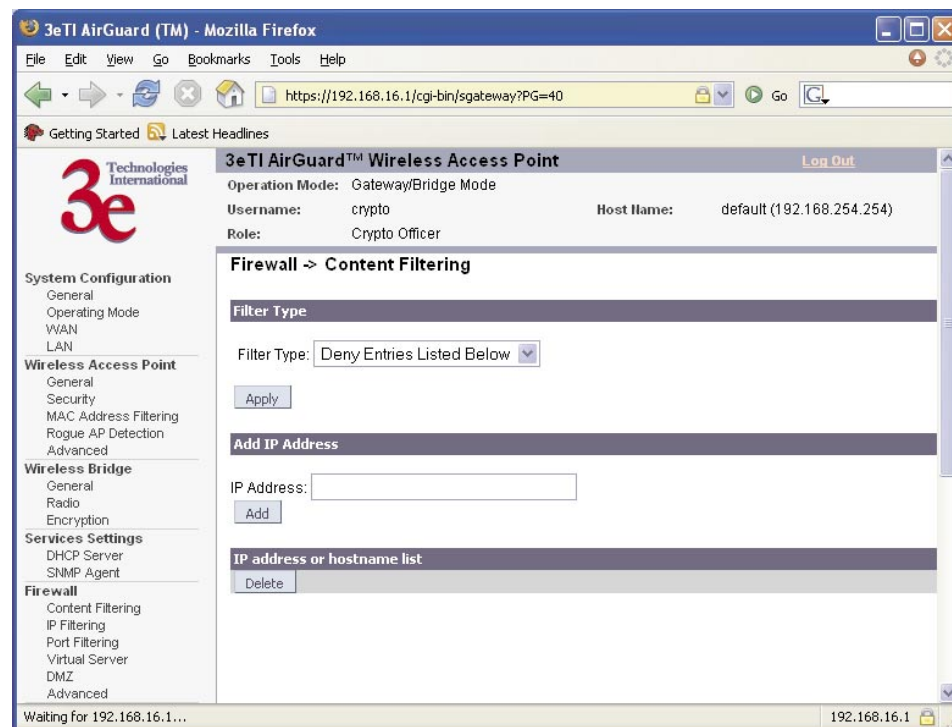 3eTI AirGuard (TM) - Mozilla Firefox
File Edit View Go Bookmarks Tools Help
https://192.168.16.1/cgi-bin/sgateway?PG=40 Go G
Getting Started Latest Headlines
3e Technologies International
3eTI AirGuard™ Wireless Access Point Log Out
Operation Mode: Gateway/Bridge Mode
Username: crypto Host Name: default (192.168.254.254)
Role: Crypto Officer
System Configuration
General
Operating Mode
WAN
LAN
Wireless Access Point
General
Security
MAC Address Filtering
Rogue AP Detection
Advanced
Wireless Bridge
General
Radio
Encryption
Services Settings
DHCP Server
SNMP Agent
Firewall
Content Filtering
IP Filtering
Port Filtering
Virtual Server
DMZ
Advanced
Firewall -> Content Filtering
Filter Type
Filter Type: Deny Entries Listed Below
Apply
Add IP Address
IP Address:
Add
IP address or hostname list
Delete
Waiting for 192.168.16.1... 192.168.16.1